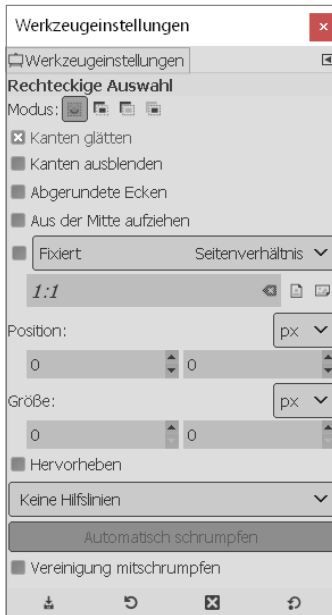 Werkzeugeinstellungen
Werkzeugeinstellungen
Rechteckige Auswahl
Modus:
Kanten glätten
Kanten ausblenden
Abgerundete Ecken
Aus der Mitte aufziehen
Fixiert Seitenverhältnis
1:1
Position: px
0 0
Größe: px
0 0
Hervorheben
Keine Hilfslinien
Automatisch schrumpfen
Vereinigung mitschrumpfen